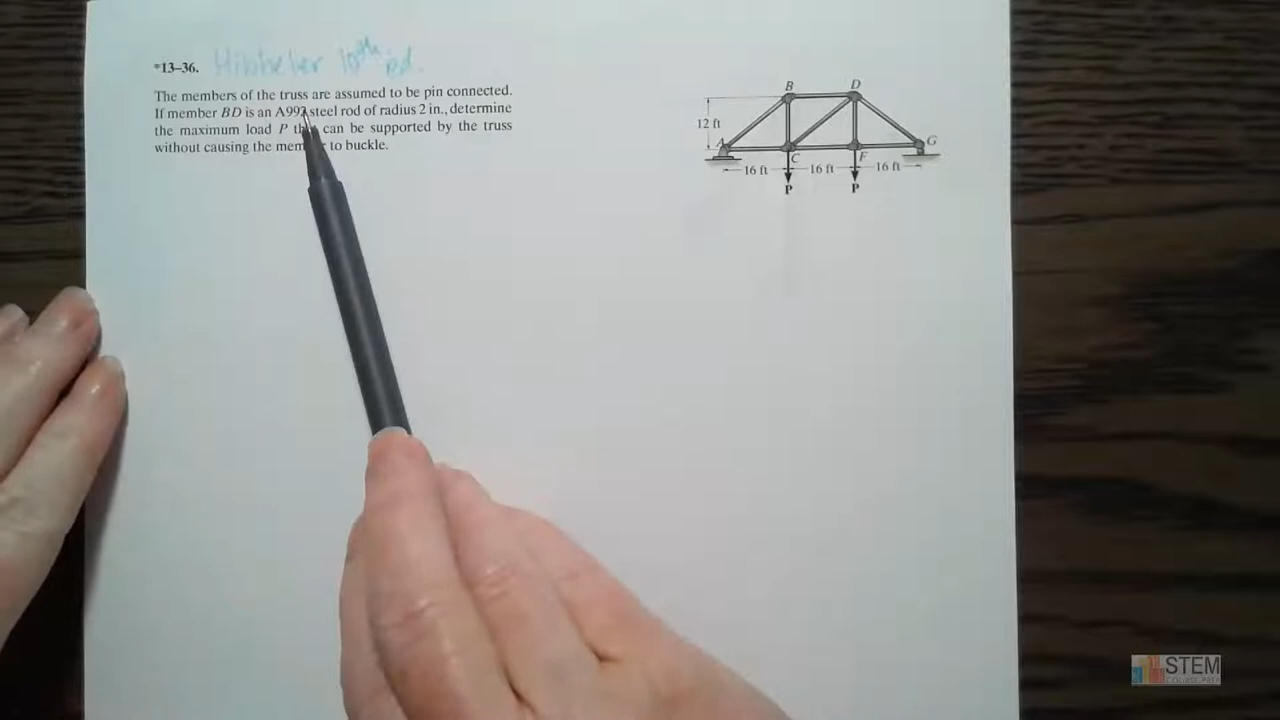 *13–36. Hibbeler 10th ed.
The members of the truss are assumed to be pin connected.
If member BD is an A992 steel rod of radius 2 in., determine
the maximum load P can be supported by the truss
without causing the to buckle.
B D
12 ft
A G
C F
16 ft 16 ft 16 ft
P P
STEM
COURSE PREP